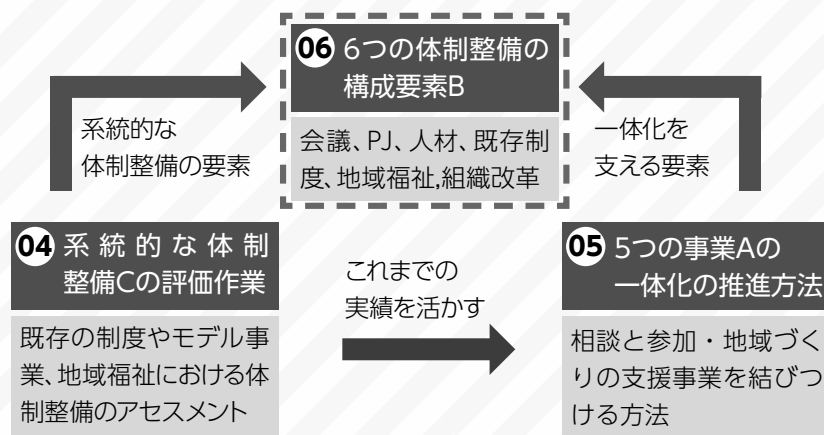 06 6つの体制整備の
構成要素B
会議、PJ、人材、既存制
度、地域福祉,組織改革
系統的な
体制整備の要素
一体化を
支える要素
04 系統的な体制
整備Cの評価作業
既存の制度やモデル事
業、地域福祉における体
制整備のアセスメント
これまでの
実績を活かす
05 5つの事業Aの
一体化の推進方法
相談と参加・地域づく
りの支援事業を結びつ
ける方法